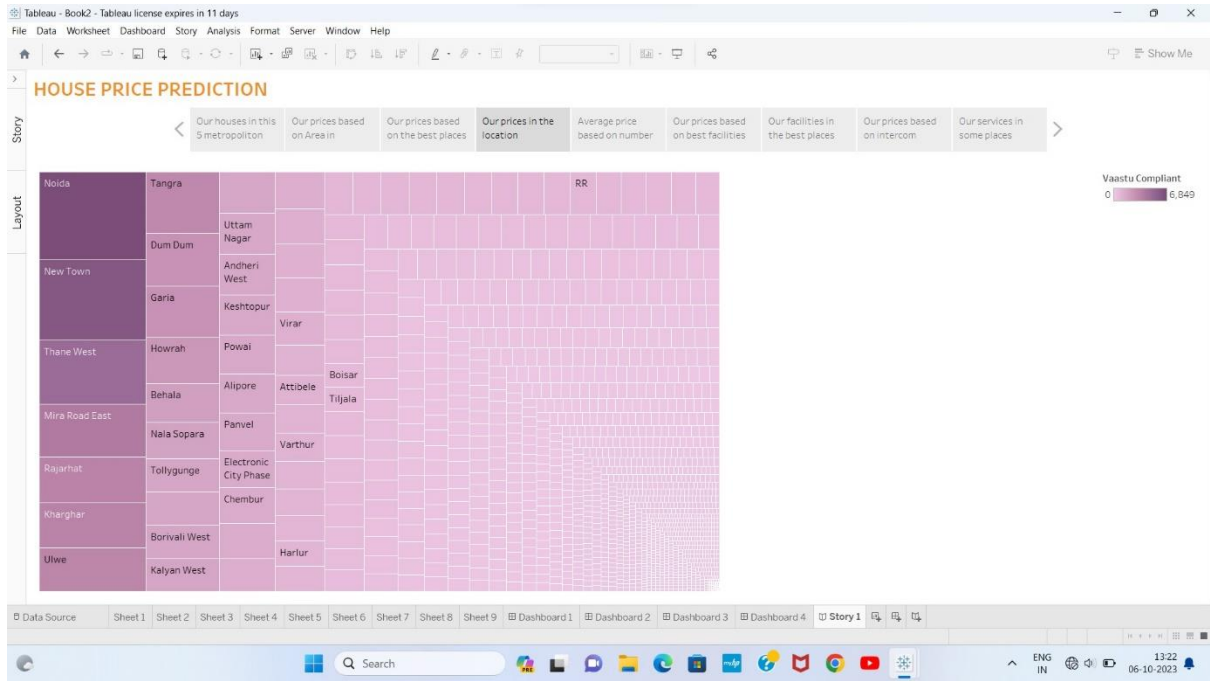 Tableau - Book2 - Tableau license expires in 11 days
File Data Worksheet Dashboard Story Analysis Format Server Window Help
Show Me
Story
Layout
HOUSE PRICE PREDICTION
Our houses in this
5 metropoliton
Our prices based
on Area in
Our prices based
on the best places
Our prices in the
location
Average price
based on number
Our prices based
on best facilities
Our facilities in
the best places
Our prices based
on intercom
Our services in
some places
Noida
New Town
Thane West
Mira Road East
Rajarhat
Kharghar
Ulwe
Tangra
Dum Dum
Garia
Howrah
Behala
Nala Sopara
Tollygunge
Borivali West
Kalyan West
Uttam
Nagar
Andheri
West
Keshtopur
Powai
Alipore
Panvel
Electronic
City Phase
Chembur
Virar
Attibele
Varthur
Harlur
Boisar
Tiljala
RR
Vaastu Compliant
0 6,849
Data Source Sheet 1 Sheet 2 Sheet 3 Sheet 4 Sheet 5 Sheet 6 Sheet 7 Sheet 8 Sheet 9 Dashboard 1 Dashboard 2 Dashboard 3 Dashboard 4 Story 1
Search
ENG
IN
13:22
06-10-2023